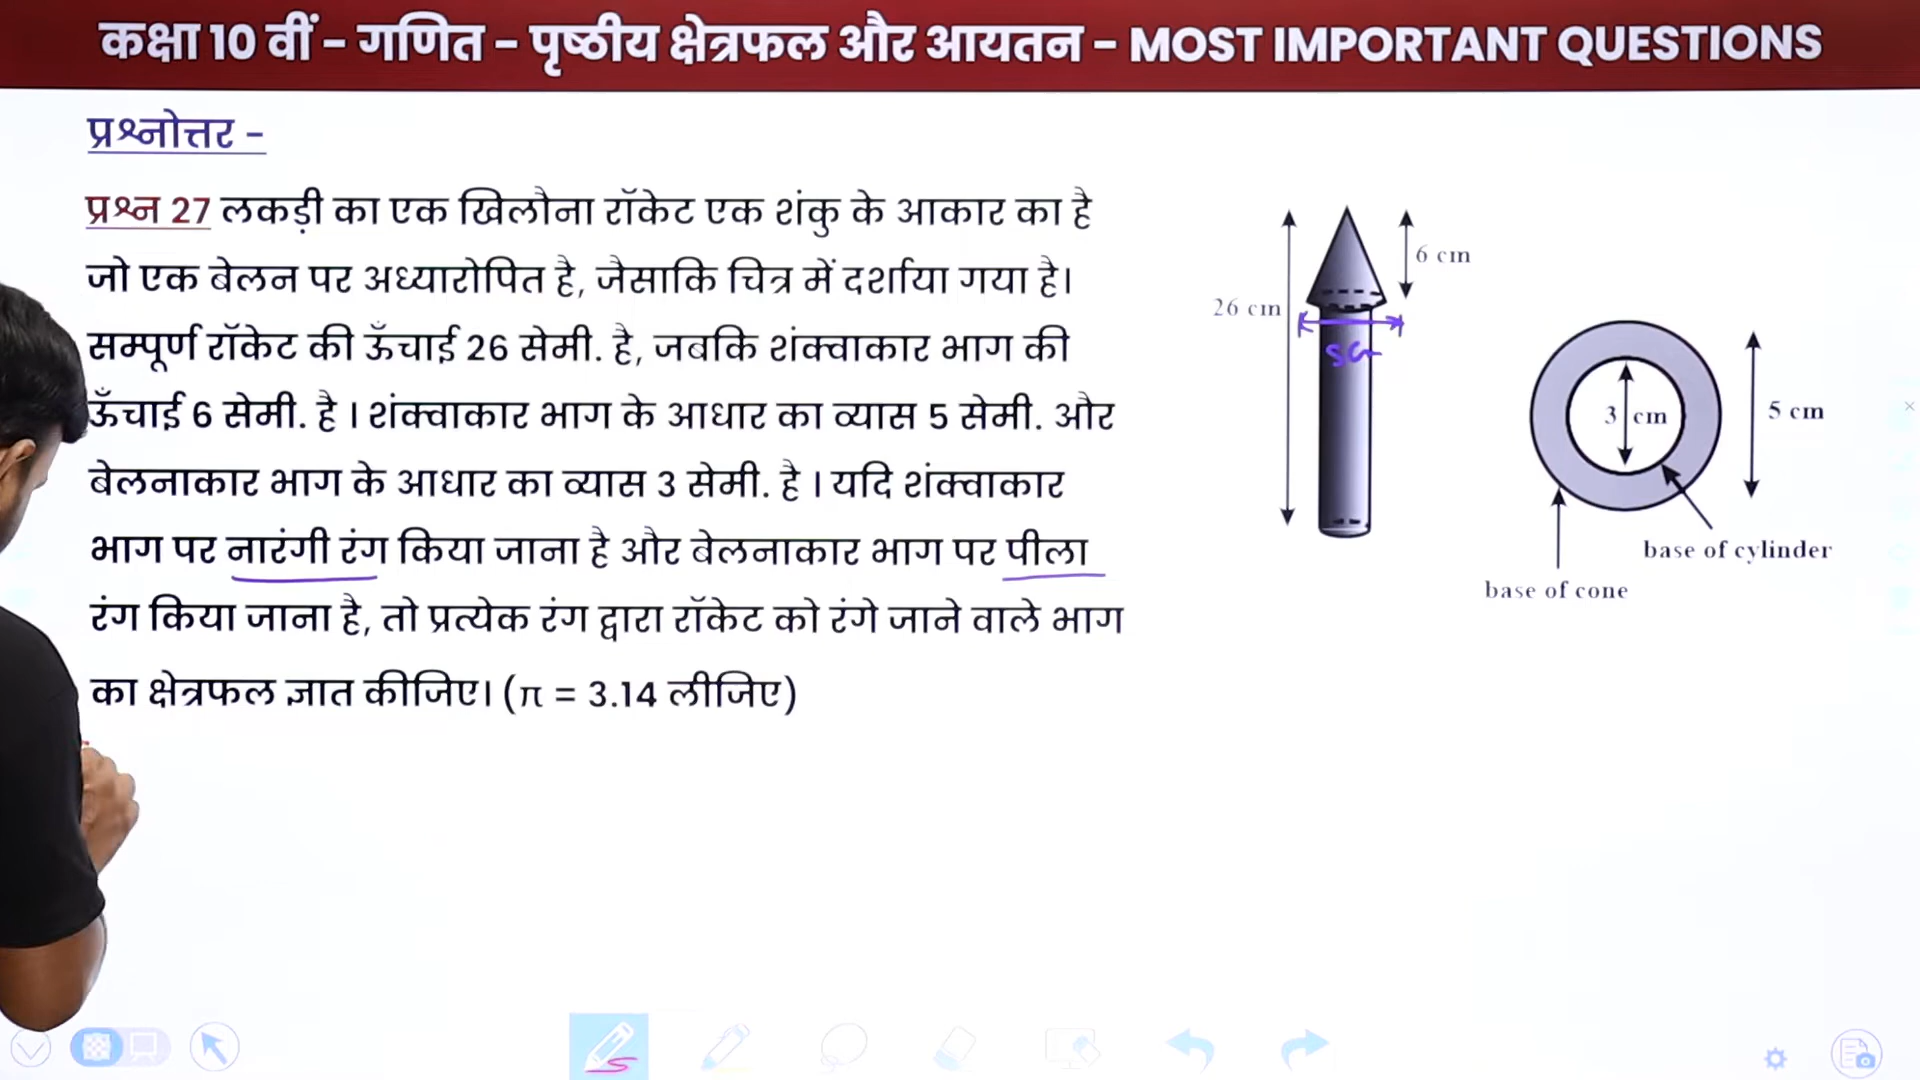 कक्षा 10 वीं – गणित – पृष्ठीय क्षेत्रफल और आयतन – MOST IMPORTANT QUESTIONS
प्रश्नोत्तर –
प्रश्न 27 लकड़ी का एक खिलौना रॉकेट एक शंकु के आकार का है
जो एक बेलन पर अध्यारोपित है, जैसाकि चित्र में दर्शाया गया है।
सम्पूर्ण रॉकेट की ऊँचाई 26 सेमी. है, जबकि शंक्वाकार भाग की
ऊँचाई 6 सेमी. है । शंक्वाकार भाग के आधार का व्यास 5 सेमी. और
बेलनाकार भाग के आधार का व्यास 3 सेमी. है । यदि शंक्वाकार
भाग पर नारंगी रंग किया जाना है और बेलनाकार भाग पर पीला
रंग किया जाना है, तो प्रत्येक रंग द्वारा रॉकेट को रंगे जाने वाले भाग
का क्षेत्रफल ज्ञात कीजिए। (π = 3.14 लीजिए)
6 cm
26 cm
3 cm
5 cm
base of cylinder
base of cone